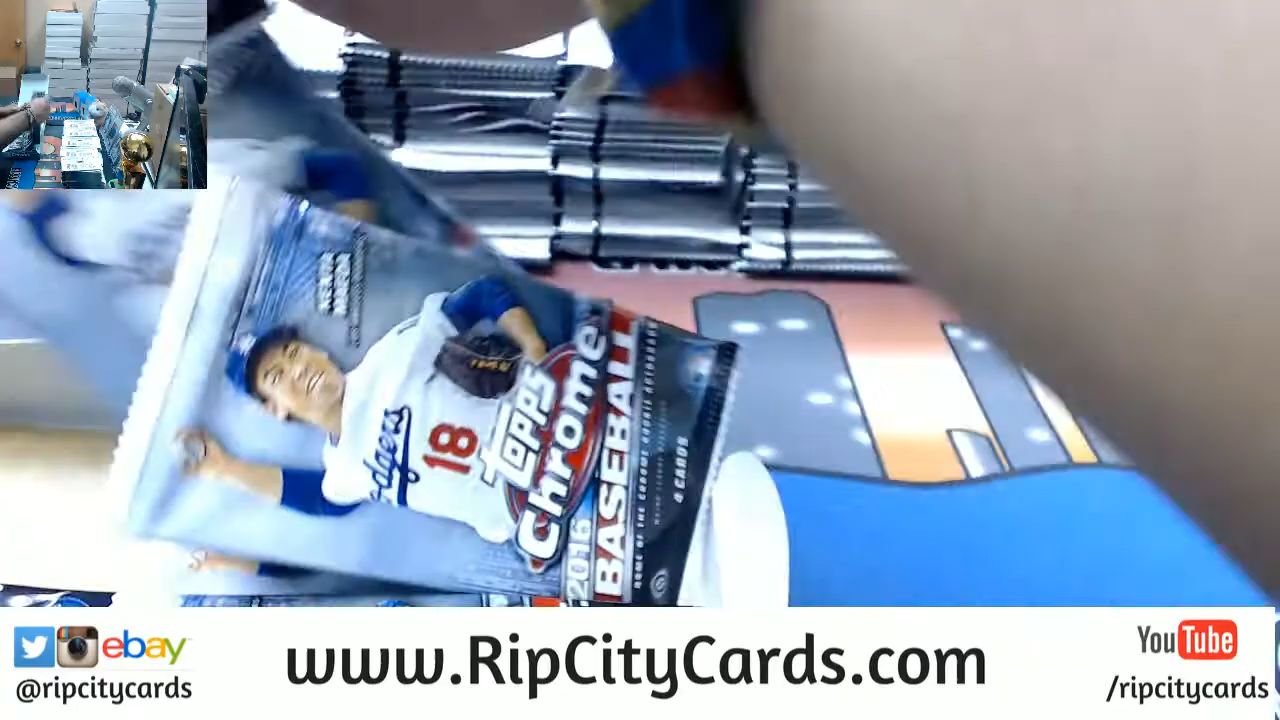 odgers
18
TOPPS
Chrome
2016
BASEBALL
4 CARDS
ebay
@ripcitycards
www.RipCityCards.com
YouTube
/ripcitycards